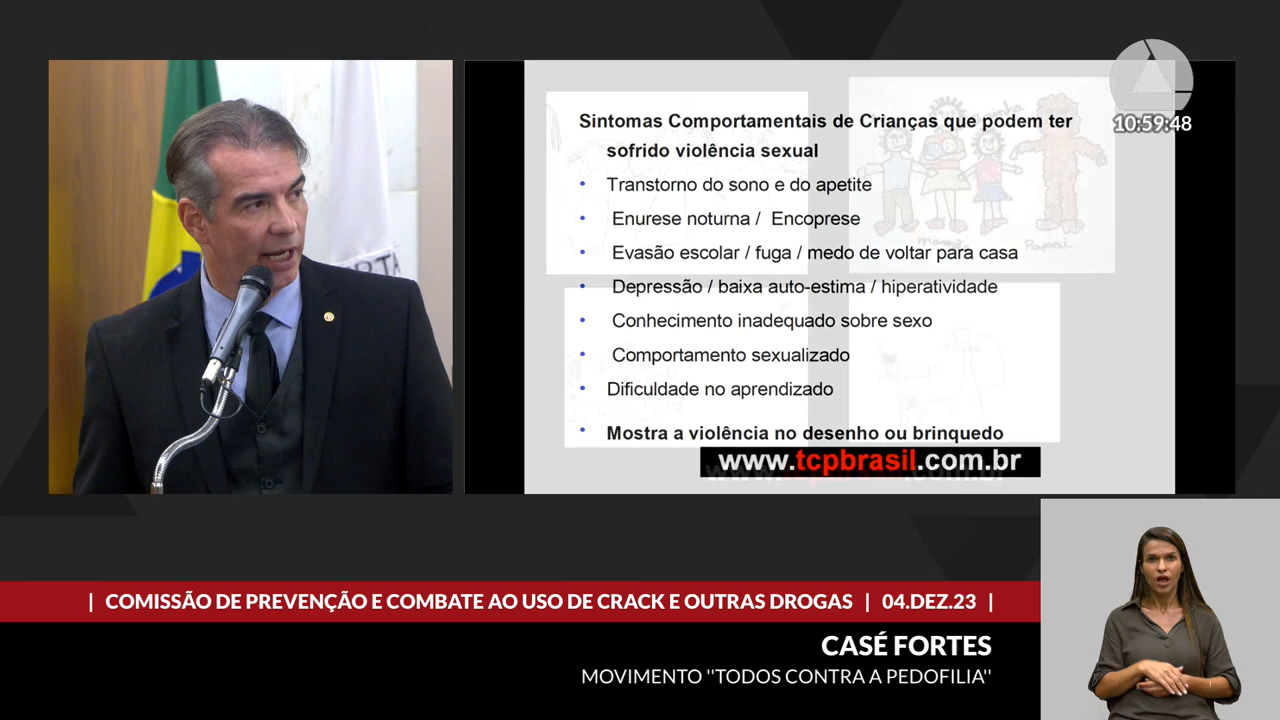 10:59:48
Sintomas Comportamentais de Crianças que podem ter
sofrido violência sexual
• Transtorno do sono e do apetite
• Enurese noturna / Encoprese
• Evasão escolar / fuga / medo de voltar para casa
• Depressão / baixa auto-estima / hiperatividade
• Conhecimento inadequado sobre sexo
• Comportamento sexualizado
• Dificuldade no aprendizado
• Mostra a violência no desenho ou brinquedo
www.tcpbrasil.com.br
Papai
| COMISSÃO DE PREVENÇÃO E COMBATE AO USO DE CRACK E OUTRAS DROGAS | 04.DEZ.23 |
CASÉ FORTES
MOVIMENTO "TODOS CONTRA A PEDOFILIA"